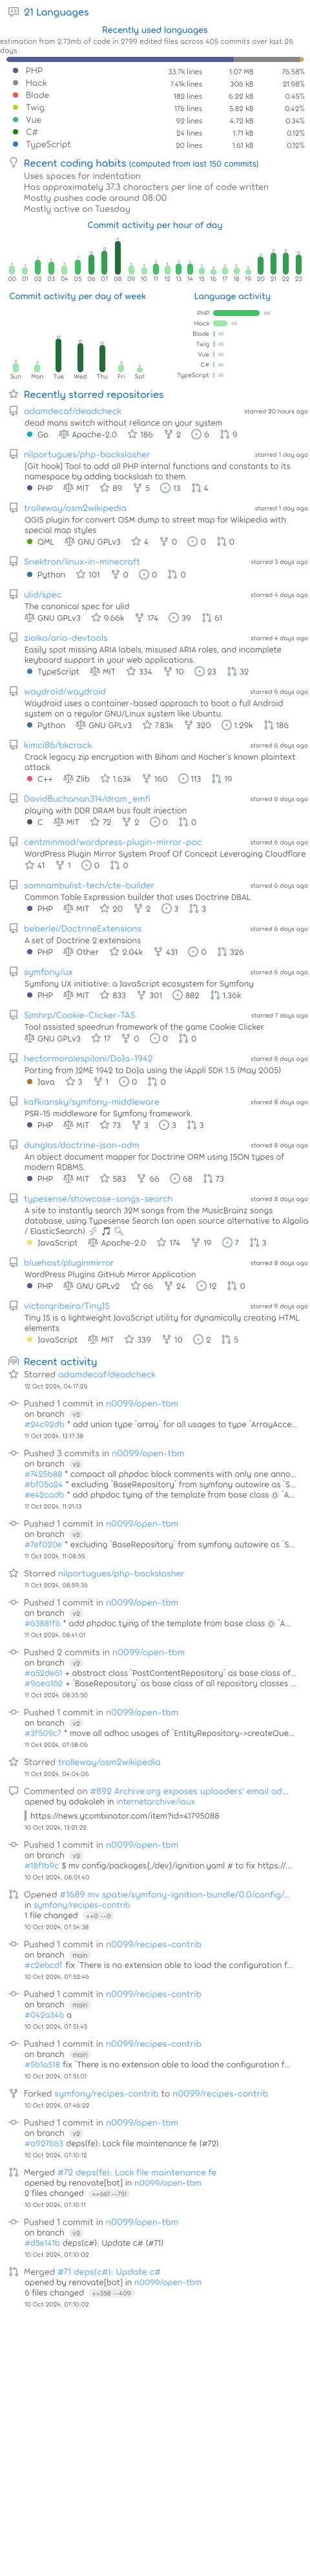 21 Languages
Recently used languages
estimation from 2.73mb of code in 2799 edited files across 405 commits over last 26
days
PHP 33.7k lines 1.07 MB 76.58%
Hack 7.41k lines 306 kB 21.98%
Blade 182 lines 6.22 kB 0.45%
Twig 176 lines 5.82 kB 0.42%
Vue 92 lines 4.72 kB 0.34%
C# 24 lines 1.71 kB 0.12%
TypeScript 20 lines 1.61 kB 0.12%
Recent coding habits (computed from last 150 commits)
Uses spaces for indentation
Has approximately 37.3 characters per line of code written
Mostly pushes code around 08:00
Mostly active on Tuesday
Commit activity per hour of day
00 01 02 03 04 05 06 07 08 09 10 11 12 13 14 15 16 17 18 19 20 21 22 23
Commit activity per day of week
Sun Mon Tue Wed Thu Fri Sat
Language activity
PHP
Hack
Blade
Twig
Vue
C#
TypeScript
Recently starred repositories
adamdecaf/deadcheck starred 20 hours ago
dead mans switch without reliance on your system
Go Apache-2.0 186 2 6 9
nilportugues/php-backslasher starred 1 day ago
[Git hook] Tool to add all PHP internal functions and constants to its
namespace by adding backslash to them.
PHP MIT 89 5 13 4
trolleway/osm2wikipedia starred 1 day ago
QGIS plugin for convert OSM dump to street map for Wikipedia with
special map styles
QML GNU GPLv3 4 0 0 0
Snektron/linux-in-minecraft starred 3 days ago
Python 101 0 0 0
ulid/spec starred 4 days ago
The canonical spec for ulid
GNU GPLv3 9.66k 174 39 61
ziolko/aria-devtools starred 4 days ago
Easily spot missing ARIA labels, misused ARIA roles, and incomplete
keyboard support in your web applications.
TypeScript MIT 334 10 23 32
waydroid/waydroid starred 6 days ago
Waydroid uses a container-based approach to boot a full Android
system on a regular GNU/Linux system like Ubuntu.
Python GNU GPLv3 7.83k 320 1.29k 186
kimci86/bkcrack starred 6 days ago
Crack legacy zip encryption with Biham and Kocher's known plaintext
attack.
C++ Zlib 1.63k 160 113 19
DavidBuchanan314/dram_emfi starred 6 days ago
playing with DDR DRAM bus fault injection
C MIT 72 2 0 0
centminmod/wordpress-plugin-mirror-poc starred 6 days ago
WordPress Plugin Mirror System Proof Of Concept Leveraging Cloudflare
41 1 0 0
somnambulist-tech/cte-builder starred 6 days ago
Common Table Expression builder that uses Doctrine DBAL
PHP MIT 20 2 3 3
beberlei/DoctrineExtensions starred 6 days ago
A set of Doctrine 2 extensions
PHP Other 2.04k 431 0 326
symfony/ux starred 6 days ago
Symfony UX initiative: a JavaScript ecosystem for Symfony
PHP MIT 833 301 882 1.36k
Sjmhrp/Cookie-Clicker-TAS starred 7 days ago
Tool assisted speedrun framework of the game Cookie Clicker
GNU GPLv3 17 0 0 0
hectormoralespiloni/DoJa-1942 starred 8 days ago
Porting from J2ME 1942 to DoJa using the iAppli SDK 1.5 (May 2005)
Java 3 1 0 0
kafkiansky/symfony-middleware starred 8 days ago
PSR-15 middleware for Symfony framework.
PHP MIT 73 3 3 3
dunglas/doctrine-json-odm starred 8 days ago
An object document mapper for Doctrine ORM using JSON types of
modern RDBMS.
PHP MIT 583 66 68 73
typesense/showcase-songs-search starred 8 days ago
A site to instantly search 32M songs from the MusicBrainz songs
database, using Typesense Search (an open source alternative to Algolia
/ ElasticSearch) ⚡ 🎵 🔍
JavaScript Apache-2.0 174 19 7 3
bluehost/pluginmirror starred 8 days ago
WordPress Plugins GitHub Mirror Application
PHP GNU GPLv2 66 24 12 0
victorqribeiro/TinyJS starred 9 days ago
Tiny JS is a lightweight JavaScript utility for dynamically creating HTML
elements
JavaScript MIT 339 10 2 5
Recent activity
Starred adamdecaf/deadcheck
12 Oct 2024, 04:17:26
Pushed 1 commit in n0099/open-tbm
on branch v2
#24c92db * add union type `array` for all usages to type `ArrayAcce...
11 Oct 2024, 13:17:38
Pushed 3 commits in n0099/open-tbm
on branch v2
#7425b88 * compact all phpdoc block comments with only one anno...
#bf05a24 * excluding `BaseRepository` from symfony autowire as `S...
#e42cadb * add phpdoc tying of the template from base class @ `A...
11 Oct 2024, 11:21:13
Pushed 1 commit in n0099/open-tbm
on branch v2
#7ef020e * excluding `BaseRepository` from symfony autowire as `S...
11 Oct 2024, 11:08:59
Starred nilportugues/php-backslasher
11 Oct 2024, 08:59:36
Pushed 1 commit in n0099/open-tbm
on branch v2
#63881f6 * add phpdoc tying of the template from base class @ `A...
11 Oct 2024, 08:41:01
Pushed 2 commits in n0099/open-tbm
on branch v2
#a52de61 + abstract class `PostContentRepository` as base class of...
#9aea162 + `BaseRepository` as base class of all repository classes ...
11 Oct 2024, 08:35:50
Pushed 1 commit in n0099/open-tbm
on branch v2
#3f509c7 * move all adhoc usages of `EntityRepository->createQue...
11 Oct 2024, 07:58:06
Starred trolleway/osm2wikipedia
11 Oct 2024, 04:04:06
Commented on #892 Archive.org exposes uploaders' email ad...
opened by adakaleh in internetarchive/iaux
https://news.ycombinator.com/item?id=41795088
10 Oct 2024, 13:21:22
Pushed 1 commit in n0099/open-tbm
on branch v2
#18f1b9c $ mv config/packages{,/dev}/ignition.yaml # to fix https://...
10 Oct 2024, 08:01:40
Opened #1689 mv spatie/symfony-ignition-bundle/0.0/config/...
in symfony/recipes-contrib
1 file changed ++0 --0
10 Oct 2024, 07:54:38
Pushed 1 commit in n0099/recipes-contrib
on branch main
#c2ebcdf fix `There is no extension able to load the configuration f...
10 Oct 2024, 07:52:46
Pushed 1 commit in n0099/recipes-contrib
on branch main
#042a346 a
10 Oct 2024, 07:51:45
Pushed 1 commit in n0099/recipes-contrib
on branch main
#5b1a518 fix `There is no extension able to load the configuration f...
10 Oct 2024, 07:51:01
Forked symfony/recipes-contrib to n0099/recipes-contrib
10 Oct 2024, 07:46:22
Pushed 1 commit in n0099/open-tbm
on branch v2
#a927663 deps(fe): Lock file maintenance fe (#72)
10 Oct 2024, 07:10:12
Merged #72 deps(fe): Lock file maintenance fe
opened by renovate[bot] in n0099/open-tbm
2 files changed ++661 --751
10 Oct 2024, 07:10:11
Pushed 1 commit in n0099/open-tbm
on branch v2
#d5e141b deps(c#): Update c# (#71)
10 Oct 2024, 07:10:02
Merged #71 deps(c#): Update c#
opened by renovate[bot] in n0099/open-tbm
6 files changed ++358 --409
10 Oct 2024, 07:10:02